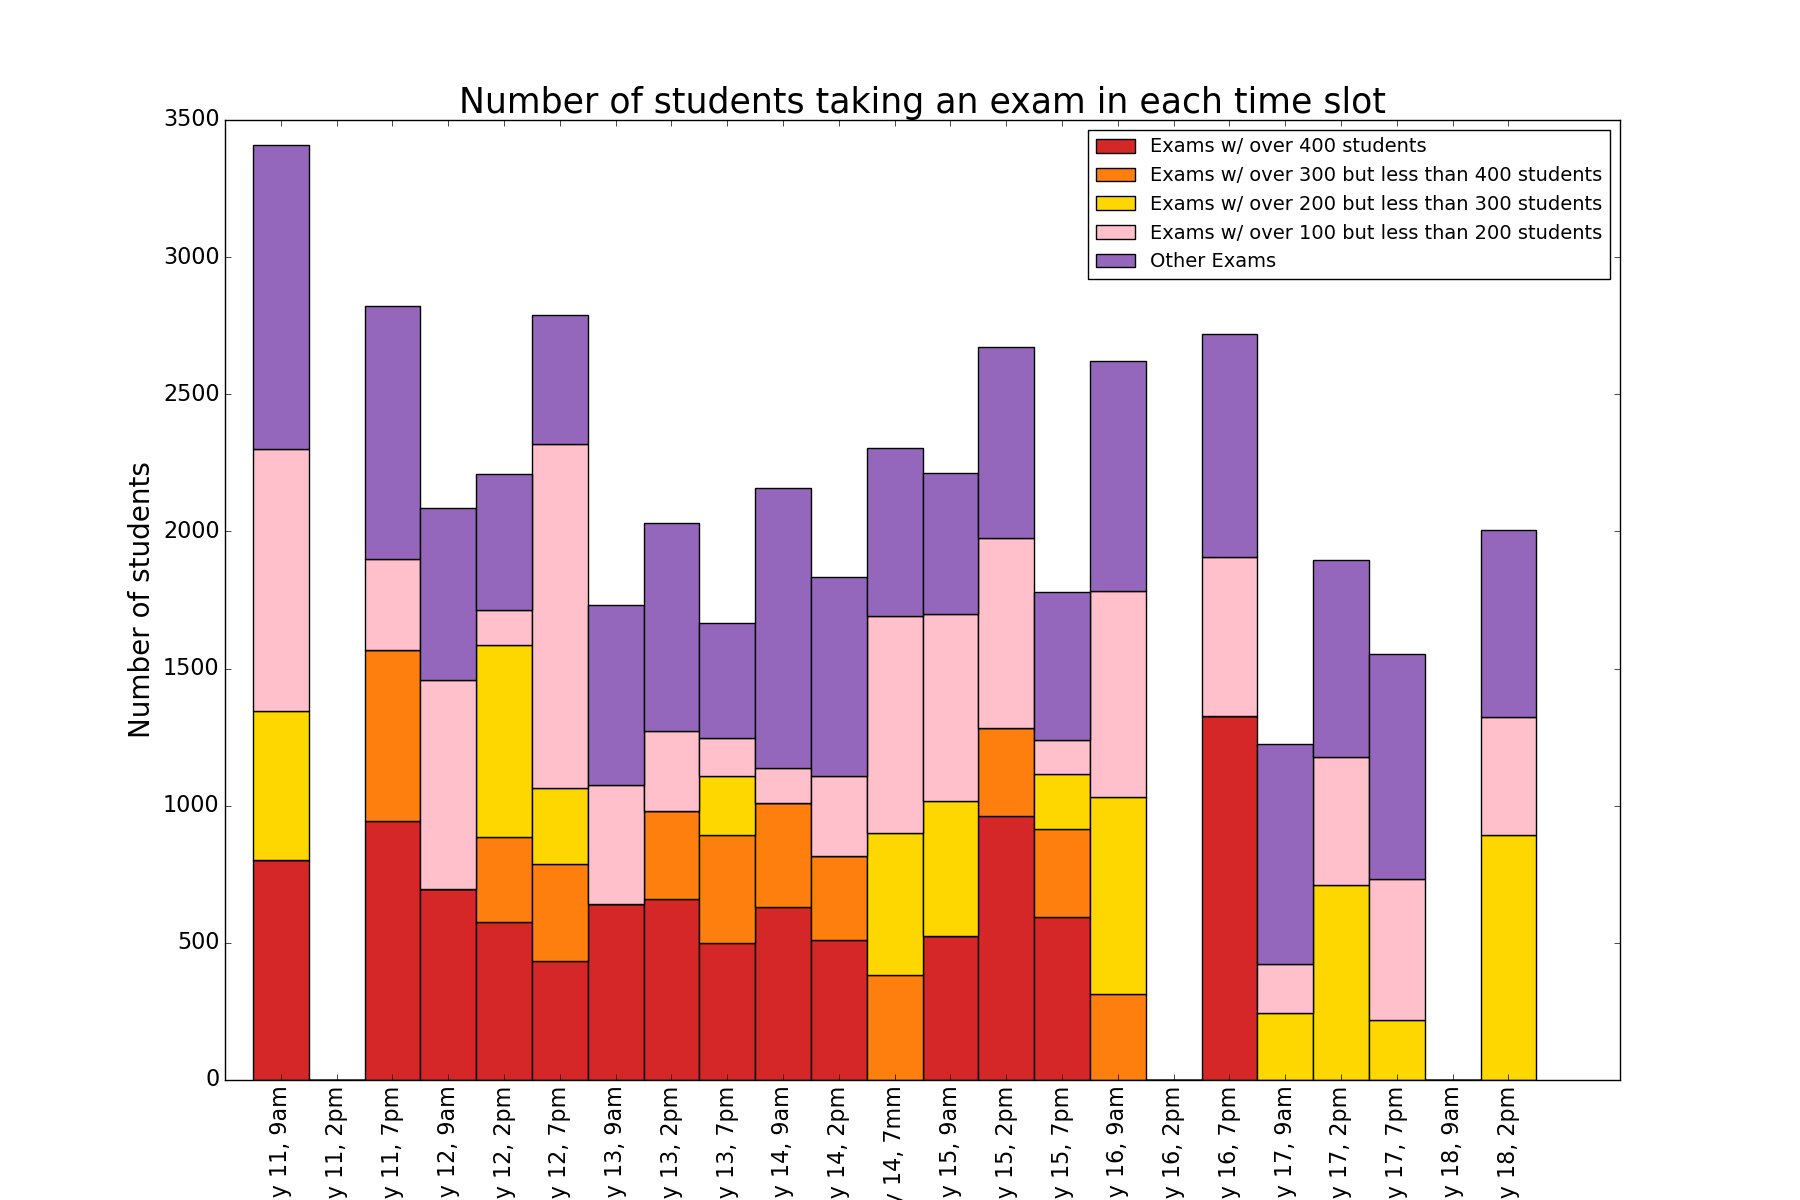 Number of students taking an exam in each time slot
Exams w/ over 400 students
Exams w/ over 300 but less than 400 students
Exams w/ over 200 but less than 300 students
Exams w/ over 100 but less than 200 students
Other Exams
Number of students
3500
3000
2500
2000
1500
1000
500
0
y 11, 9am
y 11, 2pm
y 11, 7pm
y 12, 9am
y 12, 2pm
y 12, 7pm
y 13, 9am
y 13, 2pm
y 13, 7pm
y 14, 9am
y 14, 2pm
y 14, 7mm
y 15, 9am
y 15, 2pm
y 15, 7pm
y 16, 9am
y 16, 2pm
y 16, 7pm
y 17, 9am
y 17, 2pm
y 17, 7pm
y 18, 9am
y 18, 2pm